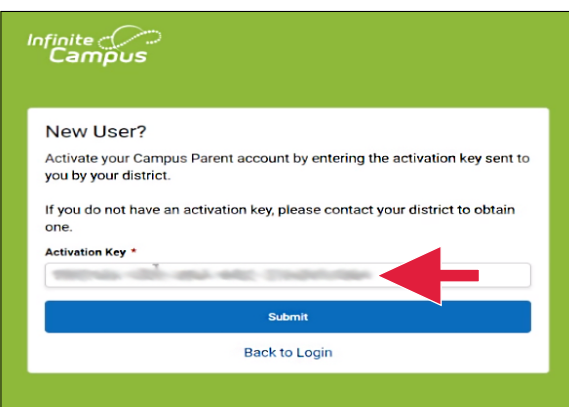 Infinite
Campus
New User?
Activate your Campus Parent account by entering the activation key sent to
you by your district.
If you do not have an activation key, please contact your district to obtain
one.
Activation Key *
Submit
Back to Login